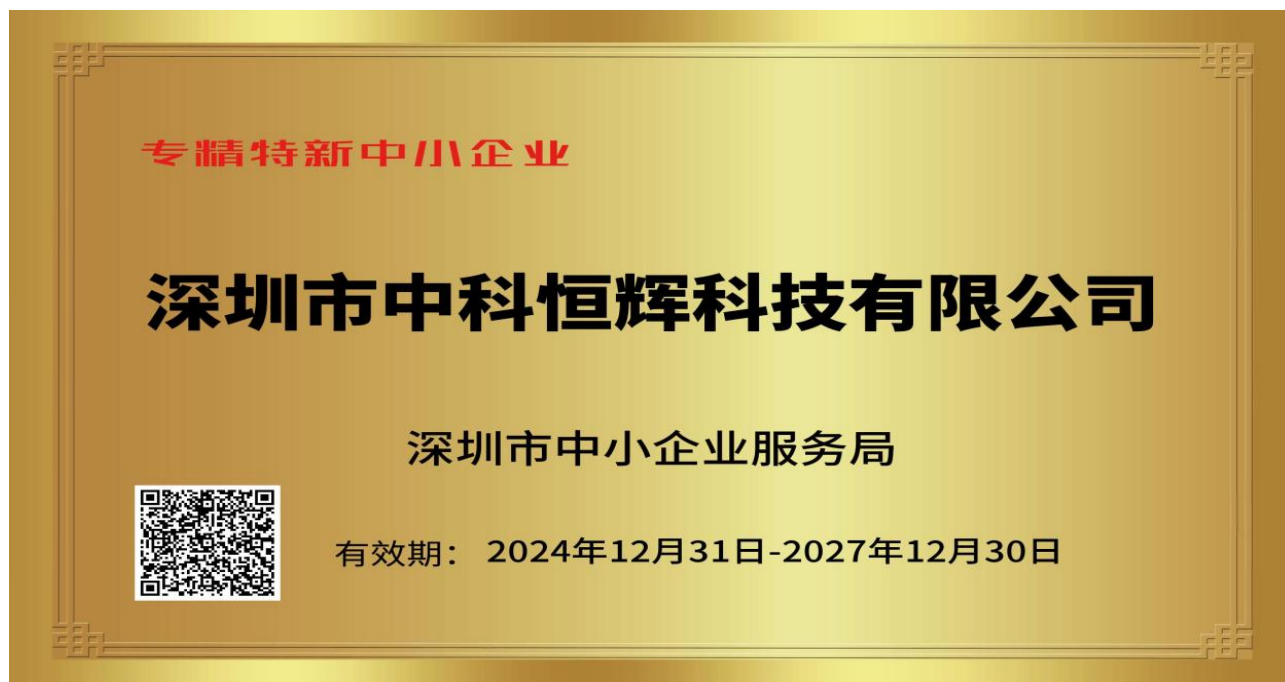 专精特新中小企业
深圳市中科恒辉科技有限公司
深圳市中小企业服务局
有效期： 2024年12月31日-2027年12月30日